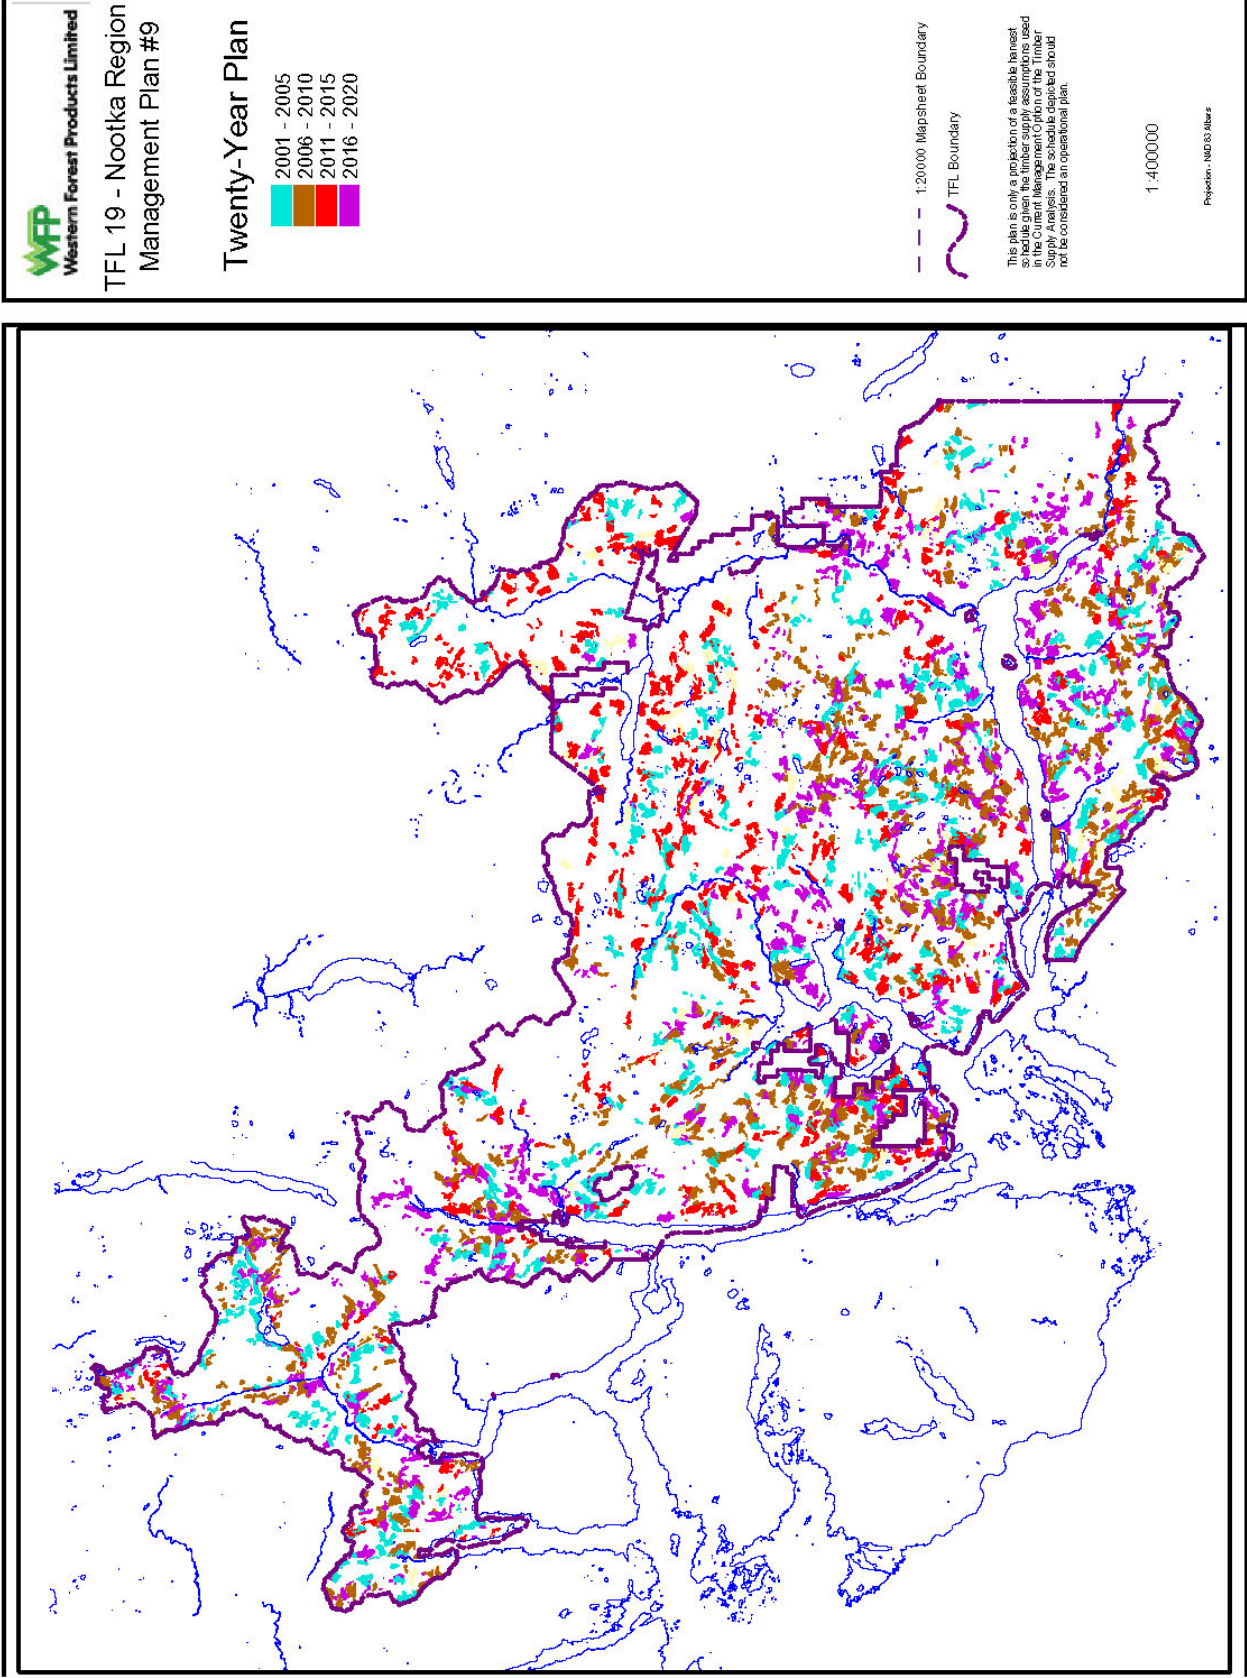 WFP
Western Forest Products Limited
TFL 19 - Nootka Region
Management Plan #9
Twenty-Year Plan
2001 - 2005
2006 - 2010
2011 - 2015
2016 - 2020
1:20000 Mapsheet Boundary
TFL Boundary
This plan is only a projection of a feasible harvest
schedule given the timber supply assumptions used
in the Current Management Option of the Timber
Supply Analysis. The schedule depicted should
not be considered an operational plan.
1:400000
Projection - NAD 83 Albers